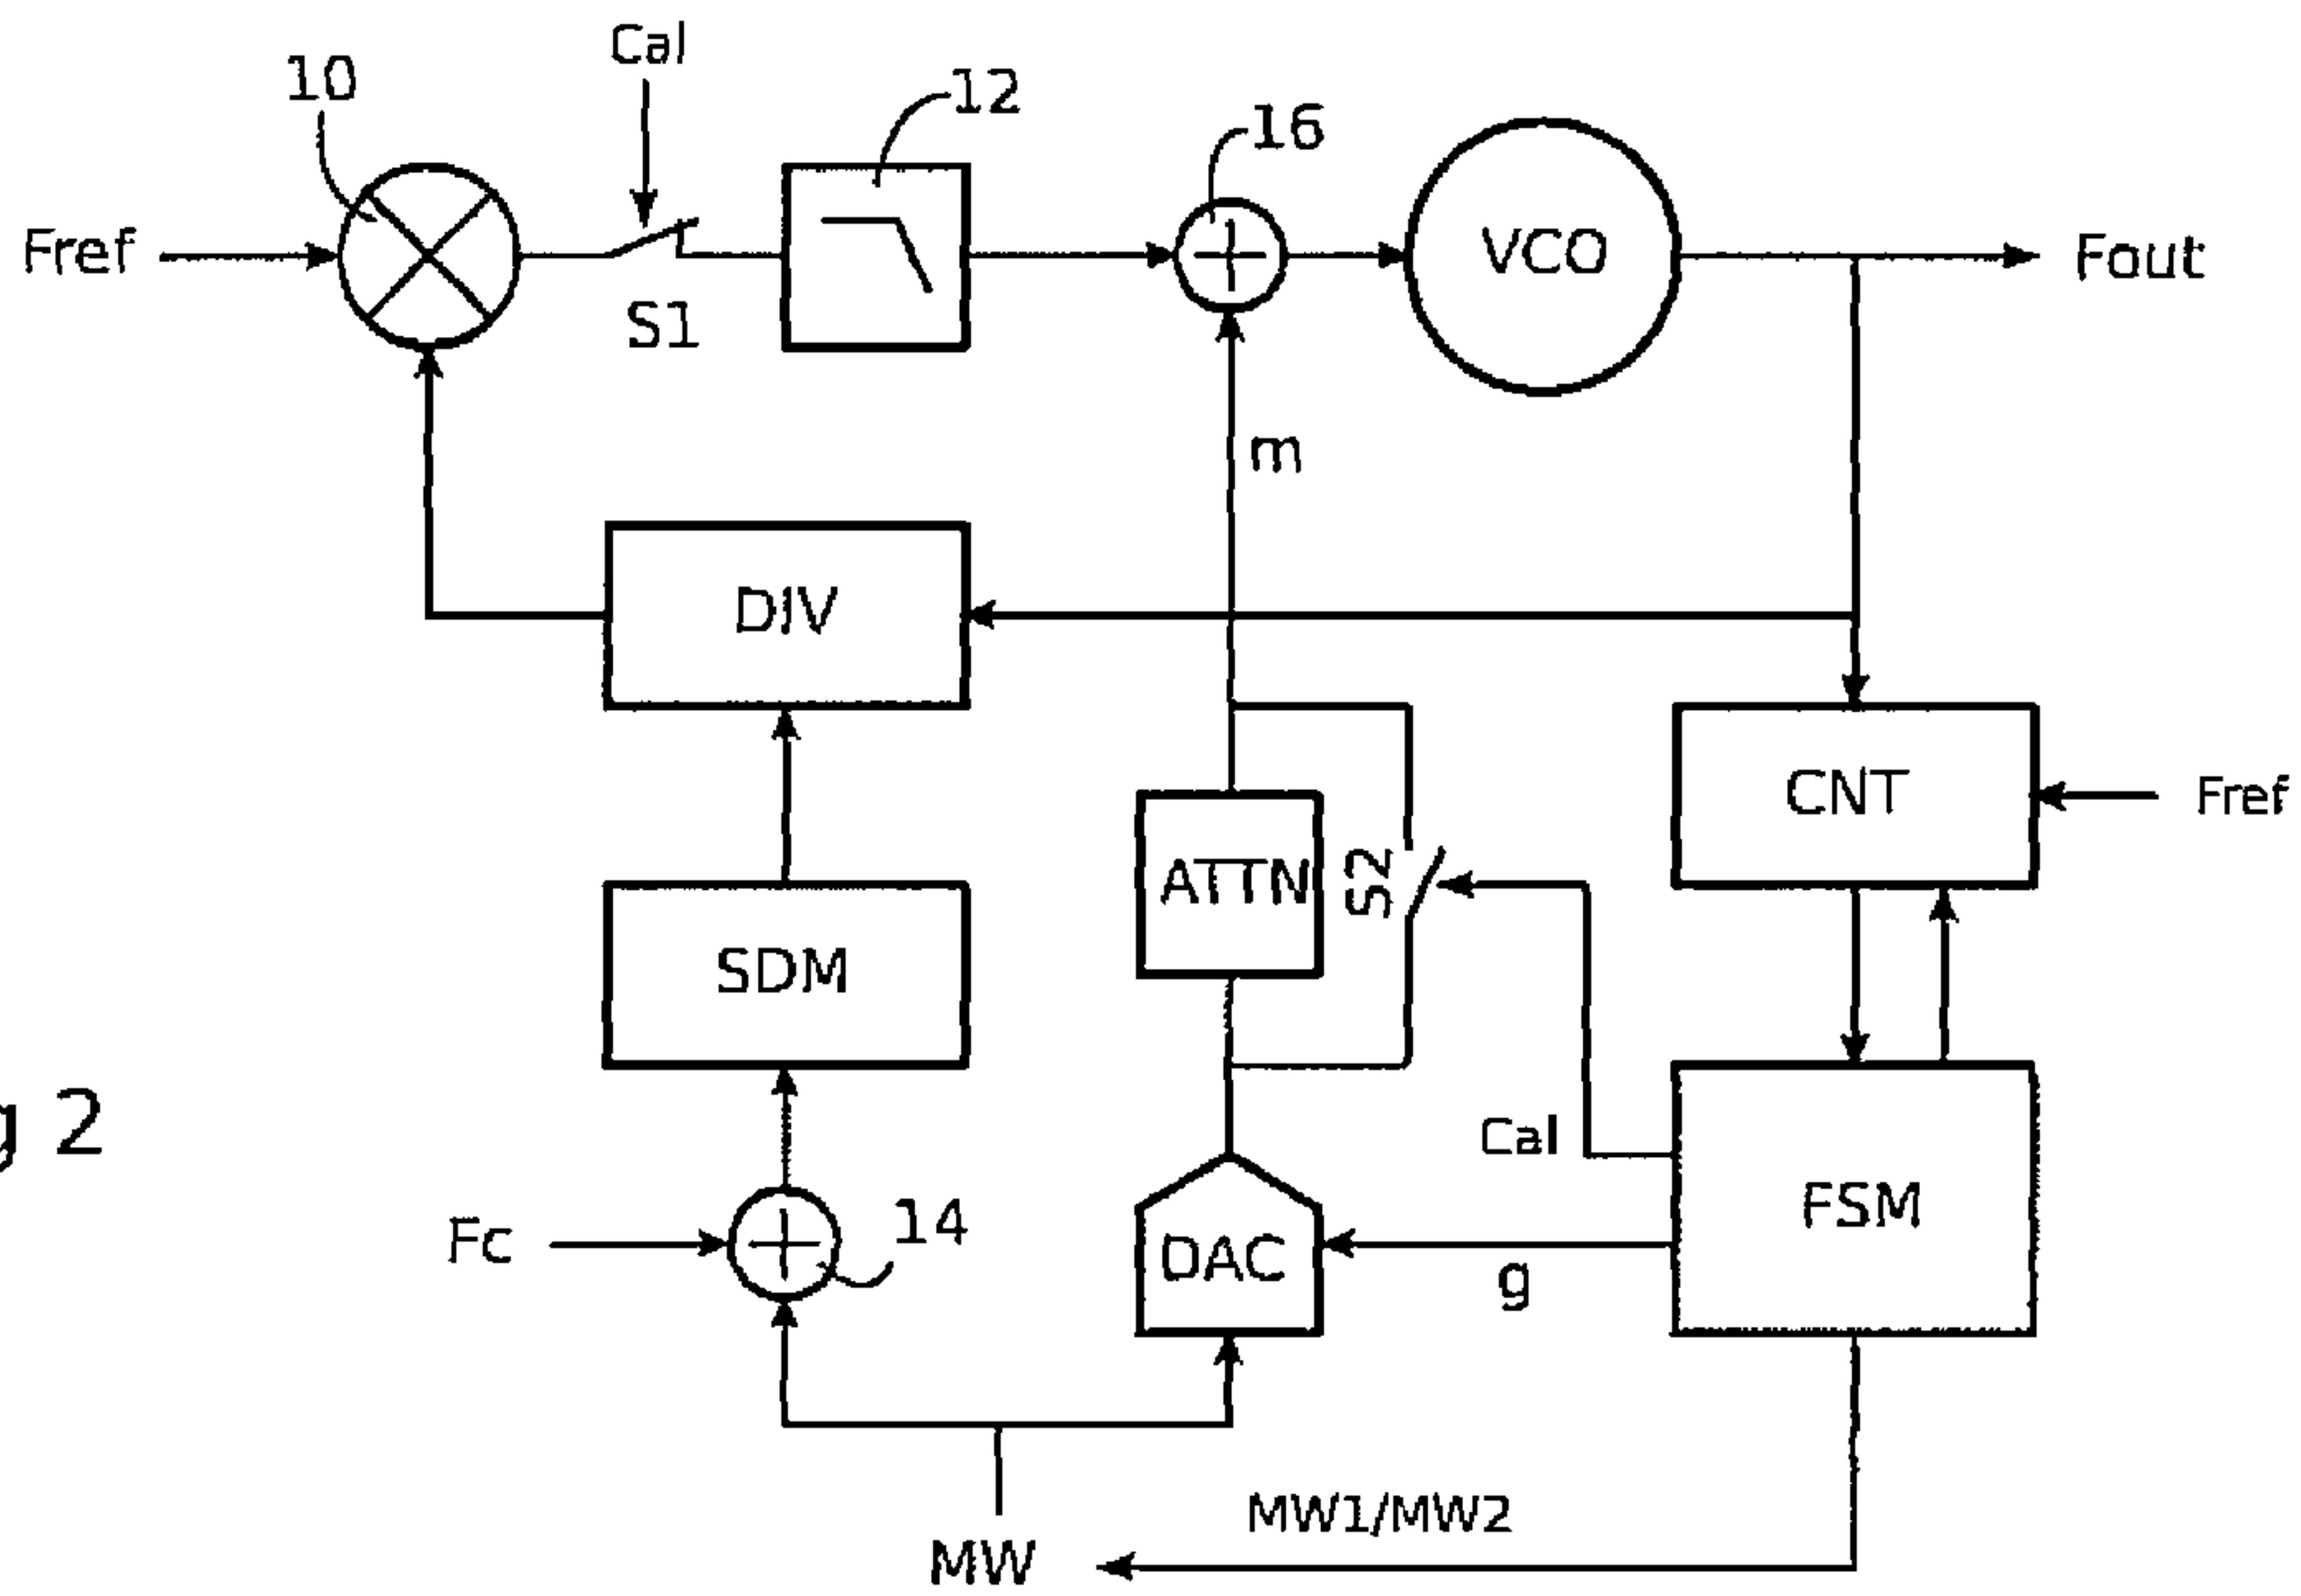 Cal
10
12
16
Fref
VCO
Fout
S1
m
DIV
CNT
Fref
ATTN
S2
SDM
g 2
Cal
FSM
14
Fc
DAC
g
MW1/MW2
MW